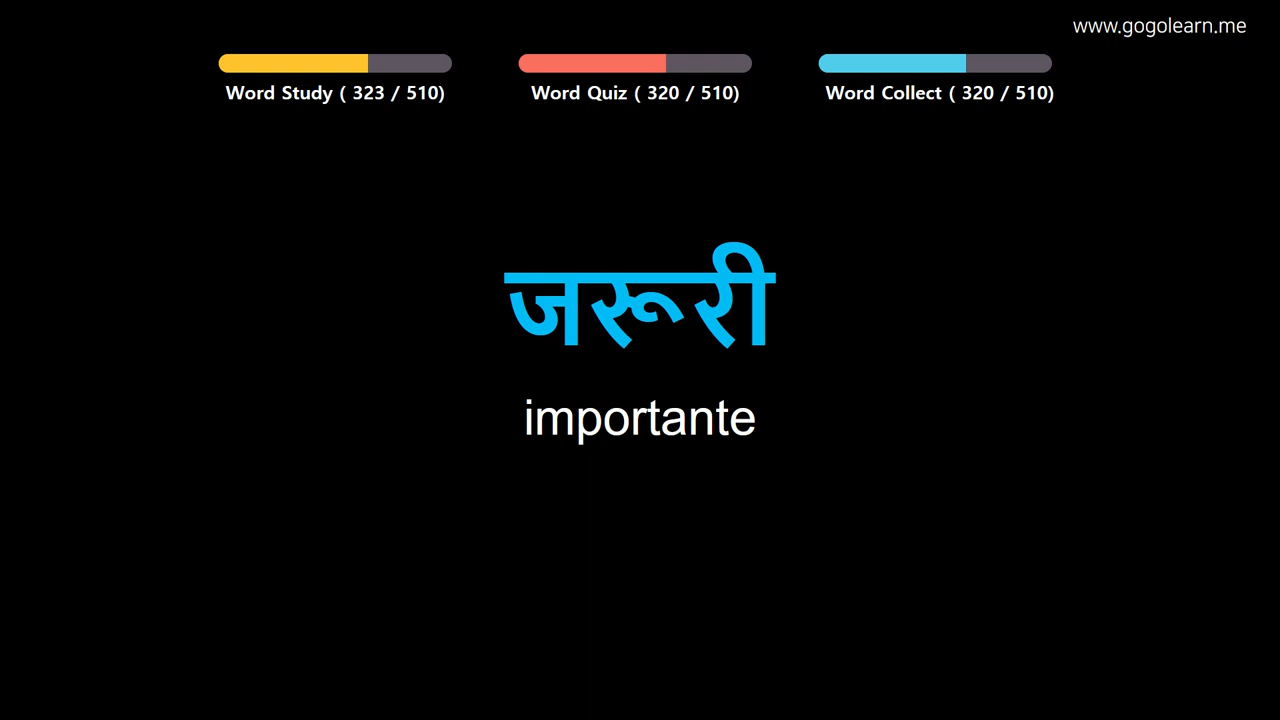 www.gogolearn.me
Word Study ( 323 / 510)
Word Quiz ( 320 / 510)
Word Collect ( 320 / 510)
जरूरी
importante